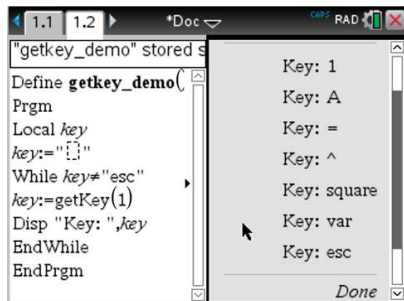 1.1 1.2 *Doc CAPS RAD
"getkey_demo" stored s
Define getkey_demo(
Prgm
Local key
key:=" "
While key≠"esc"
key:=getKey(1)
Disp "Key: ",key
EndWhile
EndPrgm
Key: 1
Key: A
Key: =
Key: ^
Key: square
Key: var
Key: esc
Done